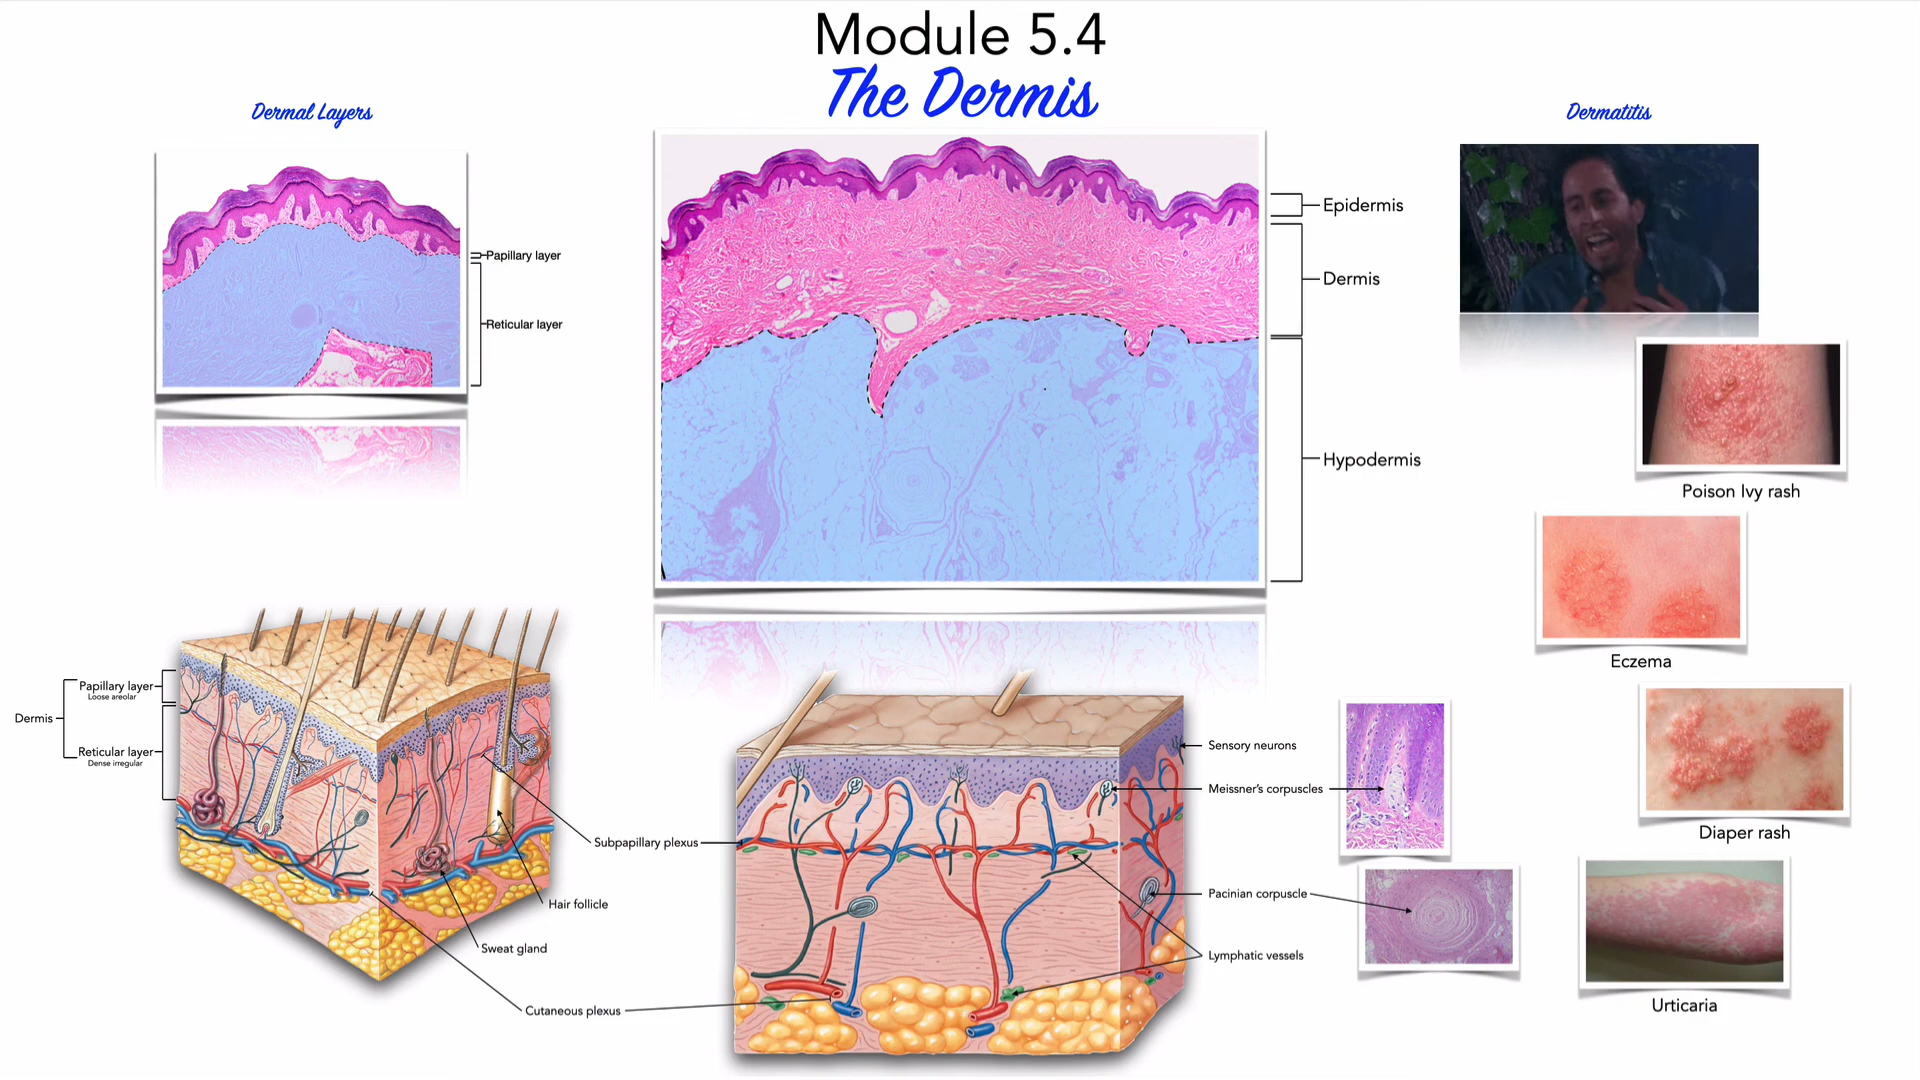 Module 5.4
The Dermis
Dermal Layers
Papillary layer
Reticular layer
Epidermis
Dermis
Hypodermis
Dermatitis
Poison Ivy rash
Eczema
Diaper rash
Urticaria
Dermis
Papillary layer
Loose areolar
Reticular layer
Dense irregular
Subpapillary plexus
Hair follicle
Sweat gland
Cutaneous plexus
Sensory neurons
Meissner's corpuscles
Pacinian corpuscle
Lymphatic vessels